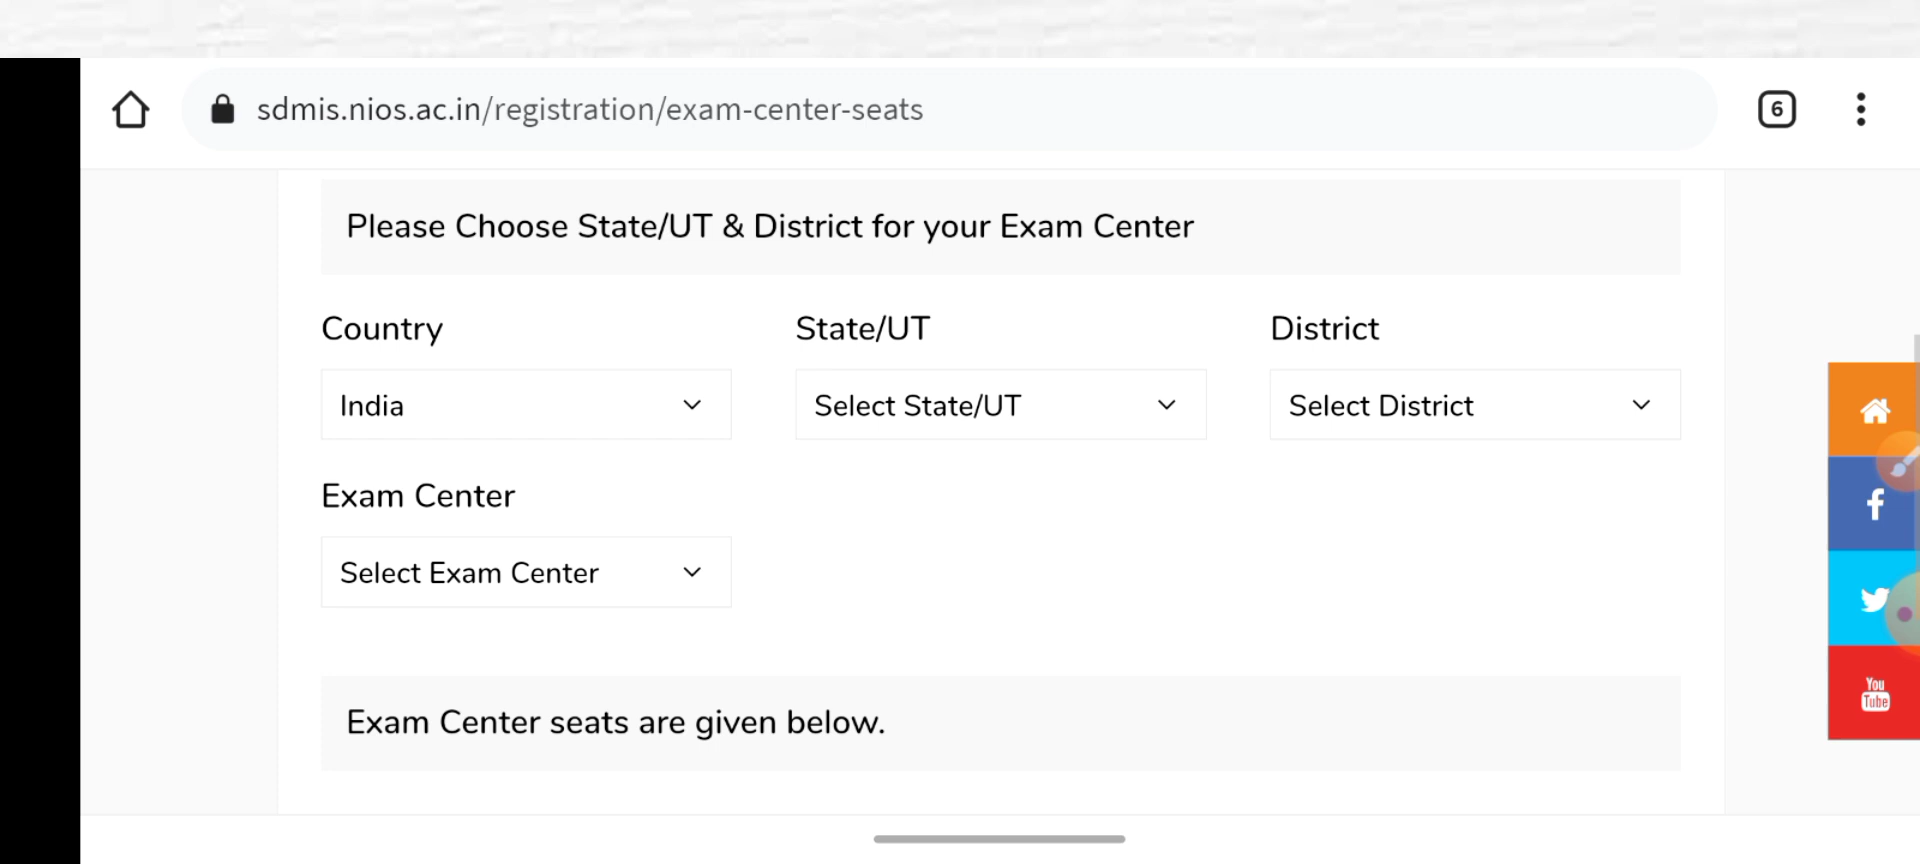 sdmis.nios.ac.in/registration/exam-center-seats
6
Please Choose State/UT & District for your Exam Center
Country
State/UT
District
India
Select State/UT
Select District
Exam Center
Select Exam Center
Exam Center seats are given below.
You
Tube